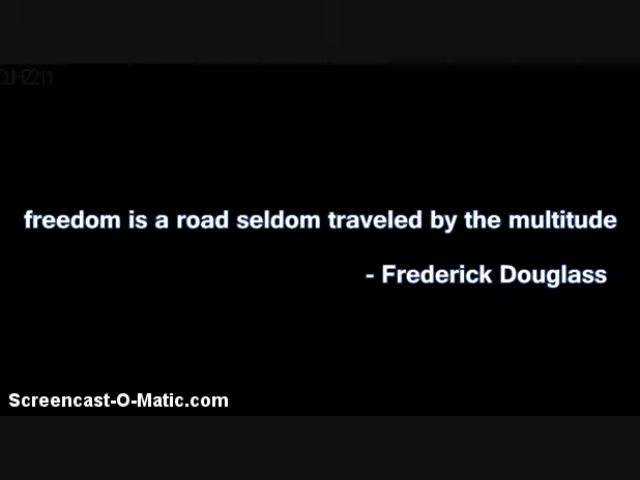 freedom is a road seldom traveled by the multitude
- Frederick Douglass
Screencast-O-Matic.com